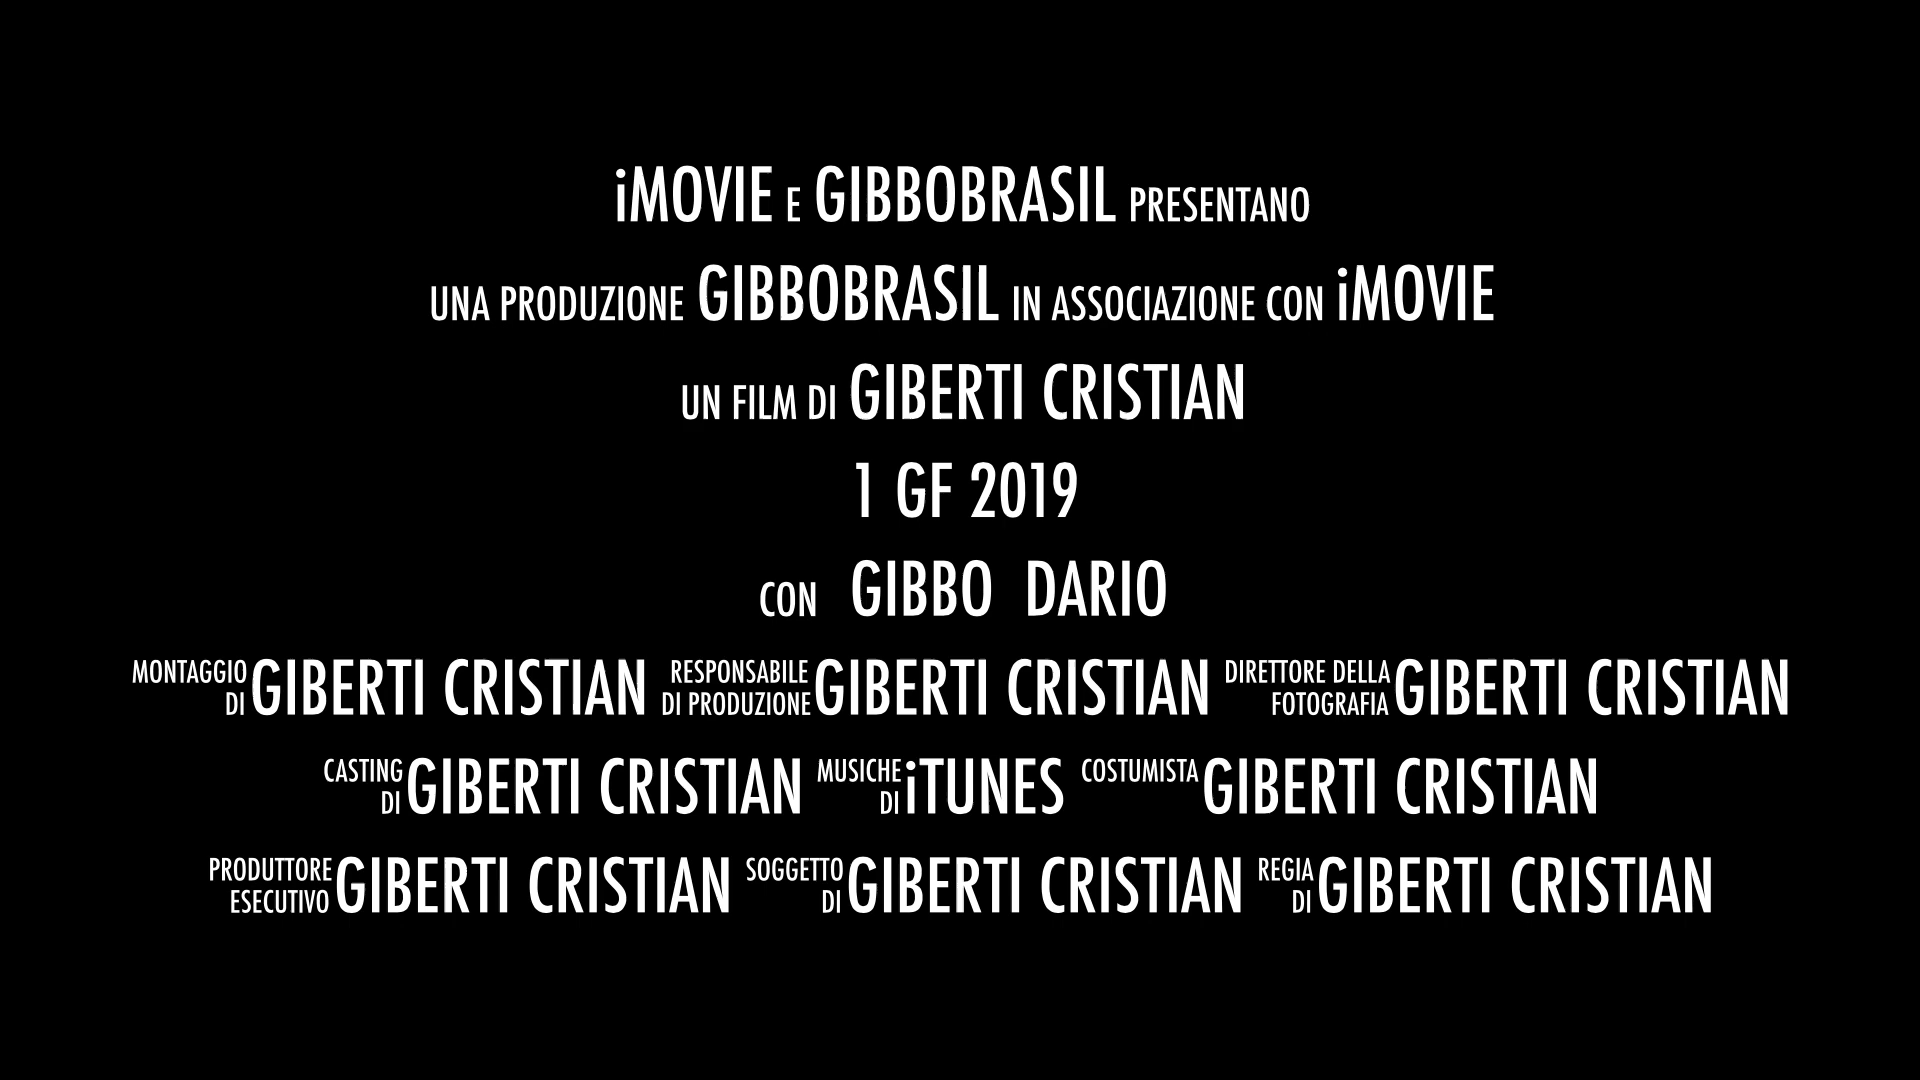 iMOVIE E GIBBOBRASIL PRESENTANO
UNA PRODUZIONE GIBBOBRASIL IN ASSOCIAZIONE CON iMOVIE
UN FILM DI GIBERTI CRISTIAN
1 GF 2019
CON GIBBO DARIO
MONTAGGIO DI GIBERTI CRISTIAN RESPONSABILE DI PRODUZIONE GIBERTI CRISTIAN DIRETTORE DELLA FOTOGRAFIA GIBERTI CRISTIAN
CASTING DI GIBERTI CRISTIAN MUSICHE DI iTUNES COSTUMISTA GIBERTI CRISTIAN
PRODUTTORE ESECUTIVO GIBERTI CRISTIAN SOGGETTO DI GIBERTI CRISTIAN REGIA DI GIBERTI CRISTIAN